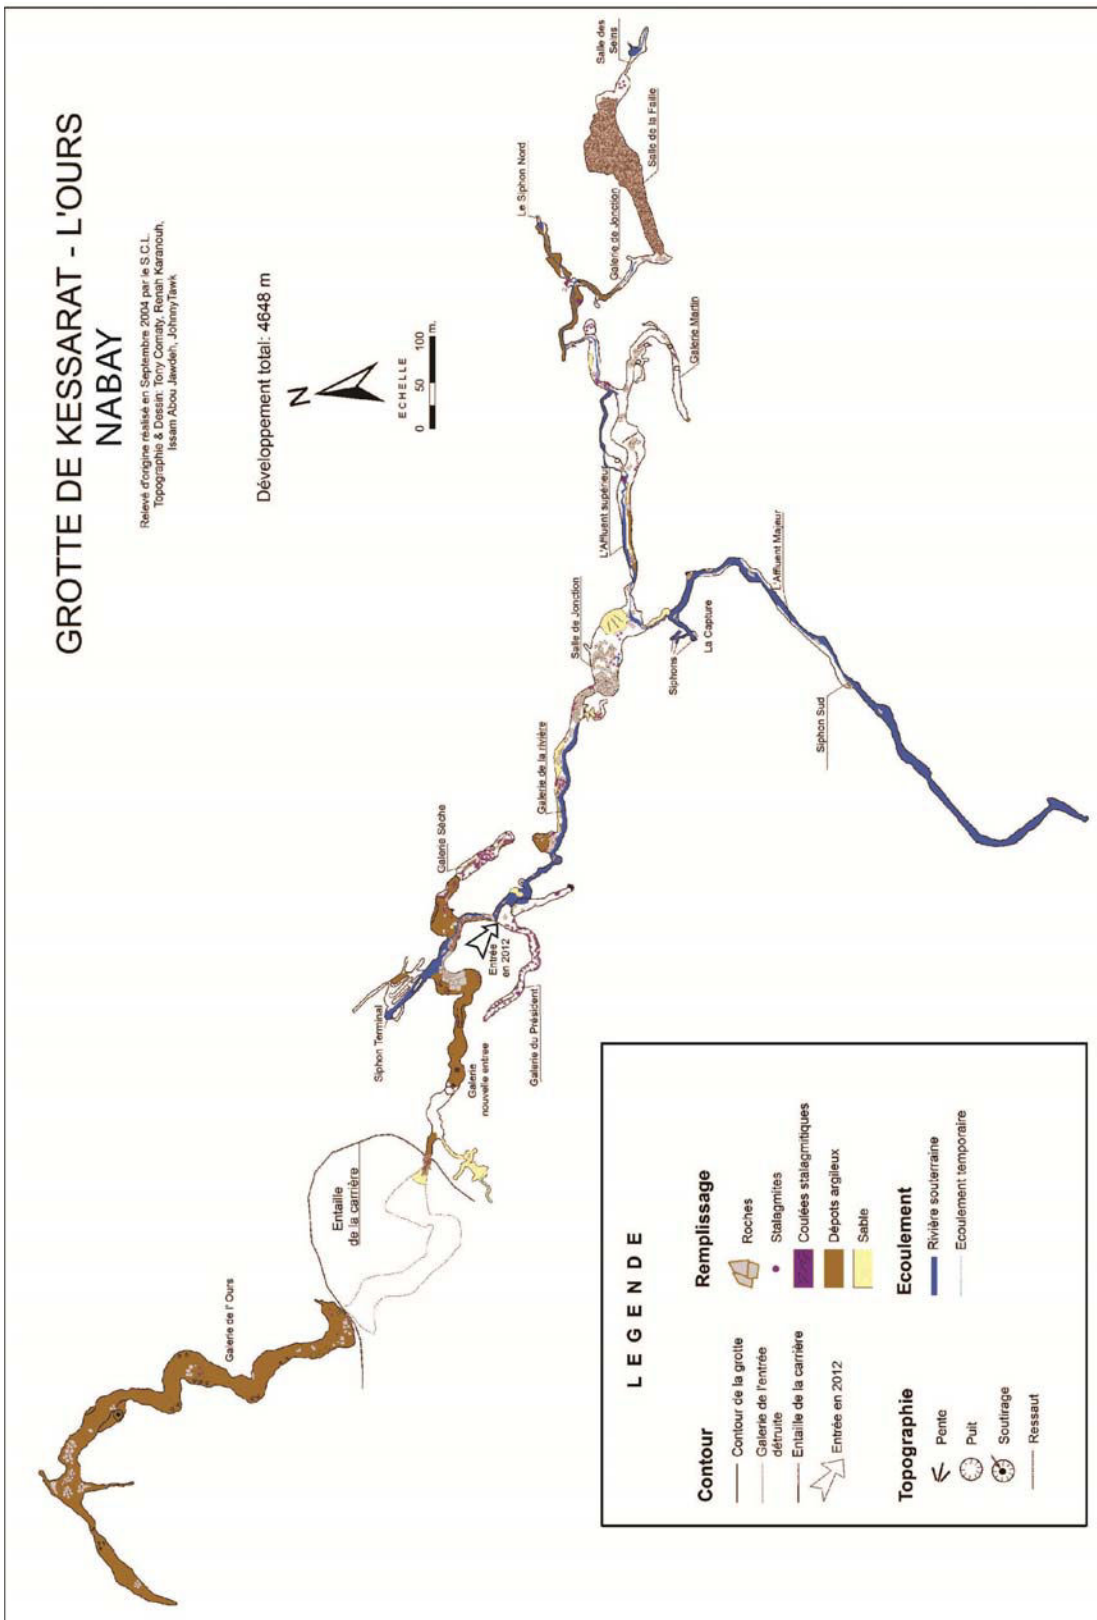 GROTTE DE KESSARAT - L'OURS
NABAY
Relevé d'origine réalisé en Septembre 2004 par le S.C.L.
Topographie & Dessin: Tony Comaty, Renah Karanouh,
Issam Abou Jawdeh, JohnnyTawk
Développement total: 4648 m
N
ECHELLE
0 50 100 m.
Galerie de l' Ours
Entaille
de la carrière
Siphon Terminal
Galerie
nouvelle entree
Galerie Sèche
Entrée
en 2012
Galerie du Président
Galerie de la rivière
Salle de Jonction
Siphons
La Capture
L'Affluent supérieur
L'Affluent Majeur
Siphon Sud
Le Siphon Nord
Galerie de Jonction
Galerie Martin
Salle de la Faille
Salle des
Seins
LEGENDE
Contour
Contour de la grotte
Galerie de l'entrée
détruite
Entaille de la carrière
Entrée en 2012
Topographie
Pente
Puit
Soutirage
Ressaut
Remplissage
Roches
Stalagmites
Coulées stalagmitiques
Dépots argileux
Sable
Ecoulement
Rivière souterraine
Ecoulement temporaire